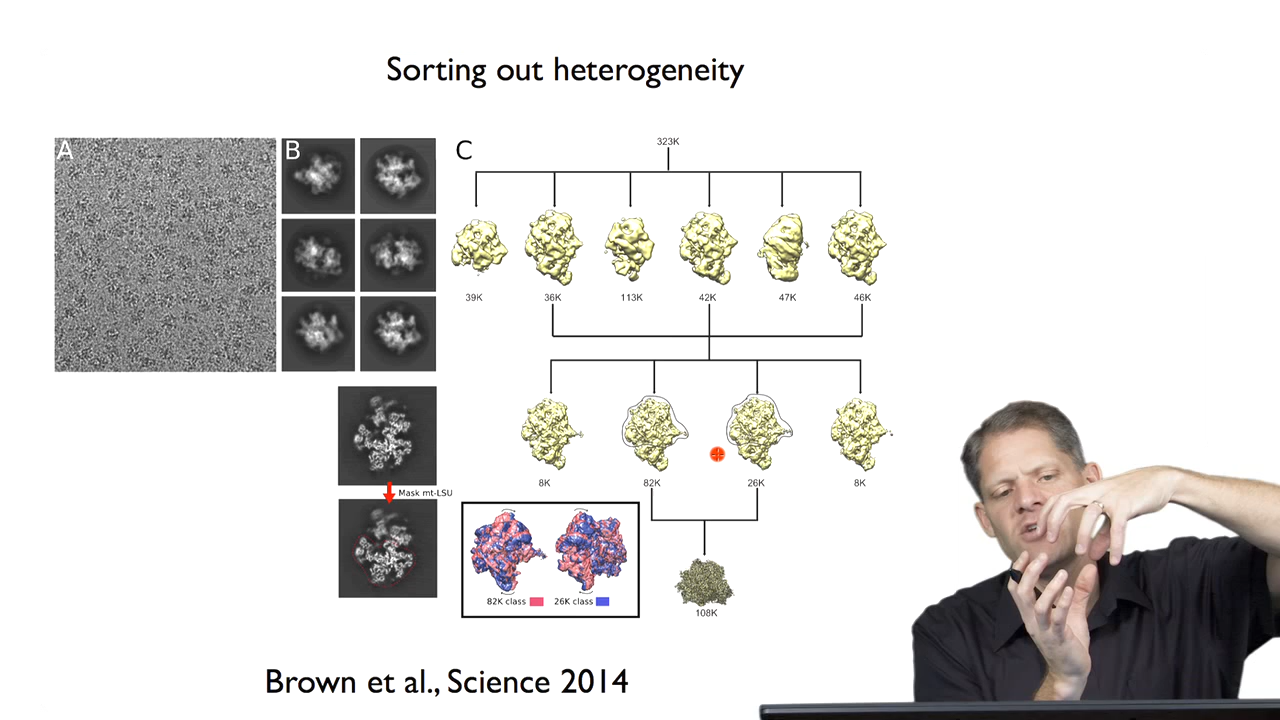 Sorting out heterogeneity
A
B
C
323K
39K
36K
113K
42K
47K
46K
8K
82K
26K
8K
Mask mt-LSU
82K class
26K class
108K
Brown et al., Science 2014